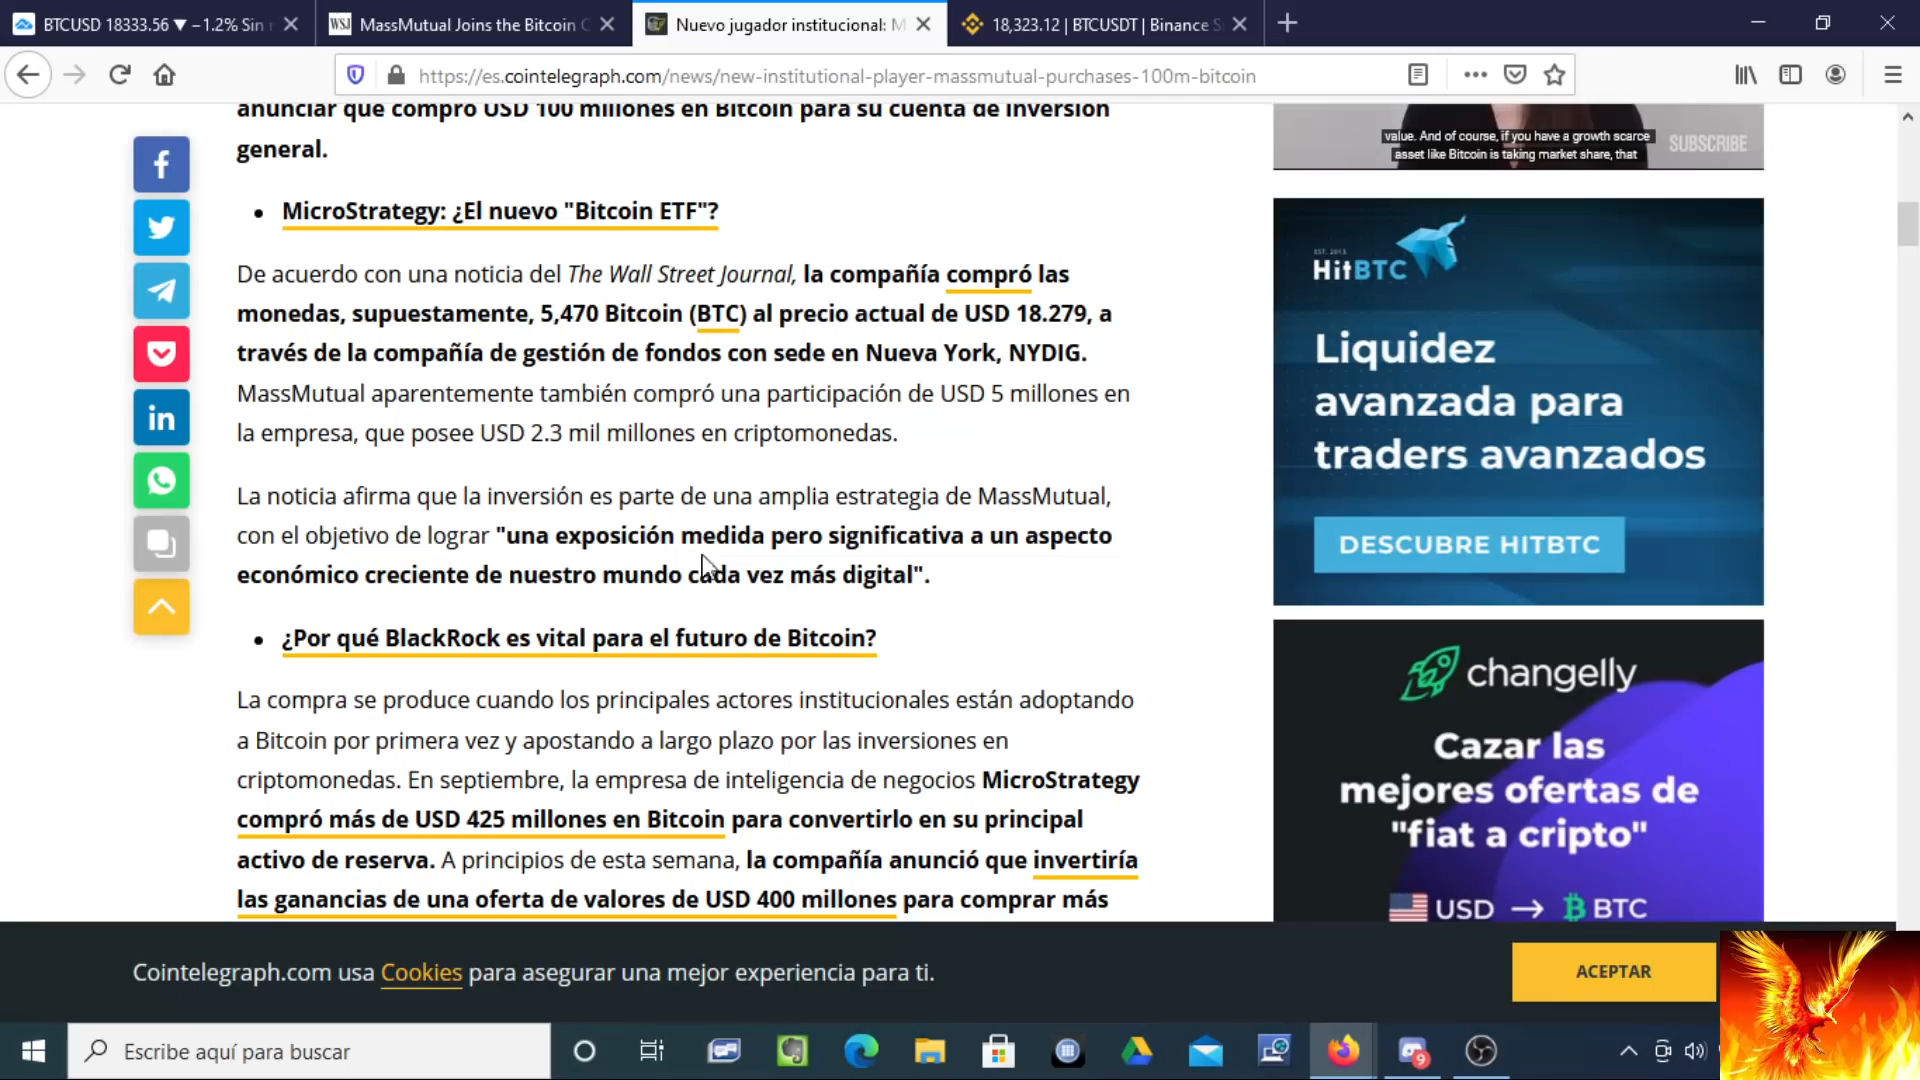 BTCUSD 18333.56 ▼ −1.2% Sin
WSJ MassMutual Joins the Bitcoin C
Nuevo jugador institucional: M
18,323.12 | BTCUSDT | Binance S
https://es.cointelegraph.com/news/new-institutional-player-massmutual-purchases-100m-bitcoin
anunciar que compró USD 100 millones en Bitcoin para su cuenta de inversión
general.
• MicroStrategy: ¿El nuevo "Bitcoin ETF"?
De acuerdo con una noticia del The Wall Street Journal, la compañía compró las
monedas, supuestamente, 5,470 Bitcoin (BTC) al precio actual de USD 18.279, a
través de la compañía de gestión de fondos con sede en Nueva York, NYDIG.
MassMutual aparentemente también compró una participación de USD 5 millones en
la empresa, que posee USD 2.3 mil millones en criptomonedas.
La noticia afirma que la inversión es parte de una amplia estrategia de MassMutual,
con el objetivo de lograr "una exposición medida pero significativa a un aspecto
económico creciente de nuestro mundo cada vez más digital".
• ¿Por qué BlackRock es vital para el futuro de Bitcoin?
La compra se produce cuando los principales actores institucionales están adoptando
a Bitcoin por primera vez y apostando a largo plazo por las inversiones en
criptomonedas. En septiembre, la empresa de inteligencia de negocios MicroStrategy
compró más de USD 425 millones en Bitcoin para convertirlo en su principal
activo de reserva. A principios de esta semana, la compañía anunció que invertiría
las ganancias de una oferta de valores de USD 400 millones para comprar más
value. And of course, if you have a growth scarce
asset like Bitcoin is taking market share, that
SUBSCRIBE
EST. 2013
HitBTC
Liquidez
avanzada para
traders avanzados
DESCUBRE HITBTC
changelly
Cazar las
mejores ofertas de
"fiat a cripto"
USD → BTC
Cointelegraph.com usa Cookies para asegurar una mejor experiencia para ti.
ACEPTAR
Escribe aquí para buscar
9